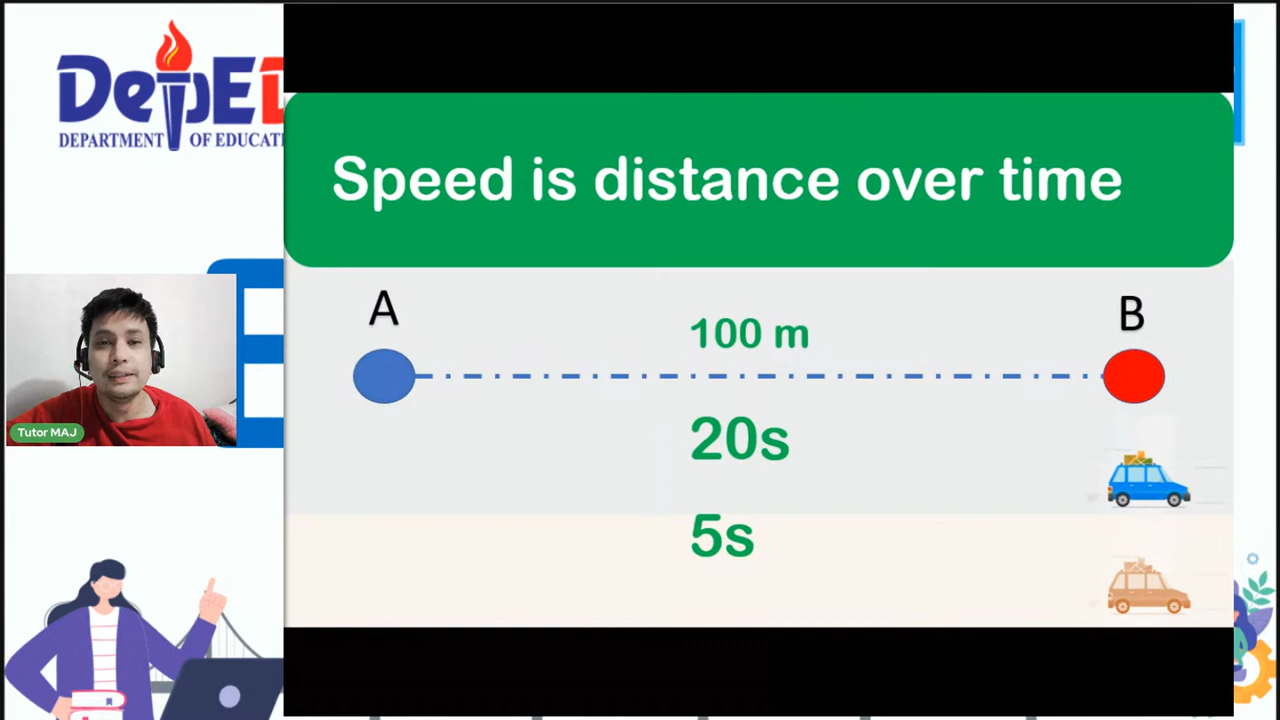 DepED
DEPARTMENT OF EDUCATI
Speed is distance over time
A
B
100 m
20s
5s
Tutor MAJ